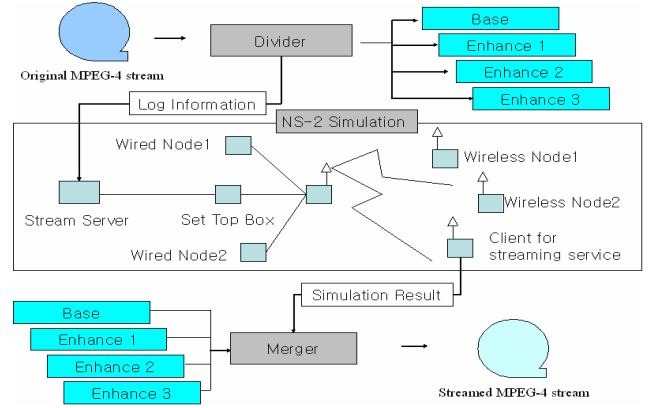 Base
Divider
Enhance 1
Enhance 2
Original MPEG-4 stream
Enhance 3
Log Information
NS-2 Simulation
Wired Node1
Wireless Node1
Wireless Node2
Stream Server
Set Top Box
Wired Node2
Client for
streaming service
Simulation Result
Base
Enhance 1
Merger
Enhance 2
Enhance 3
Streamed MPEG-4 stream